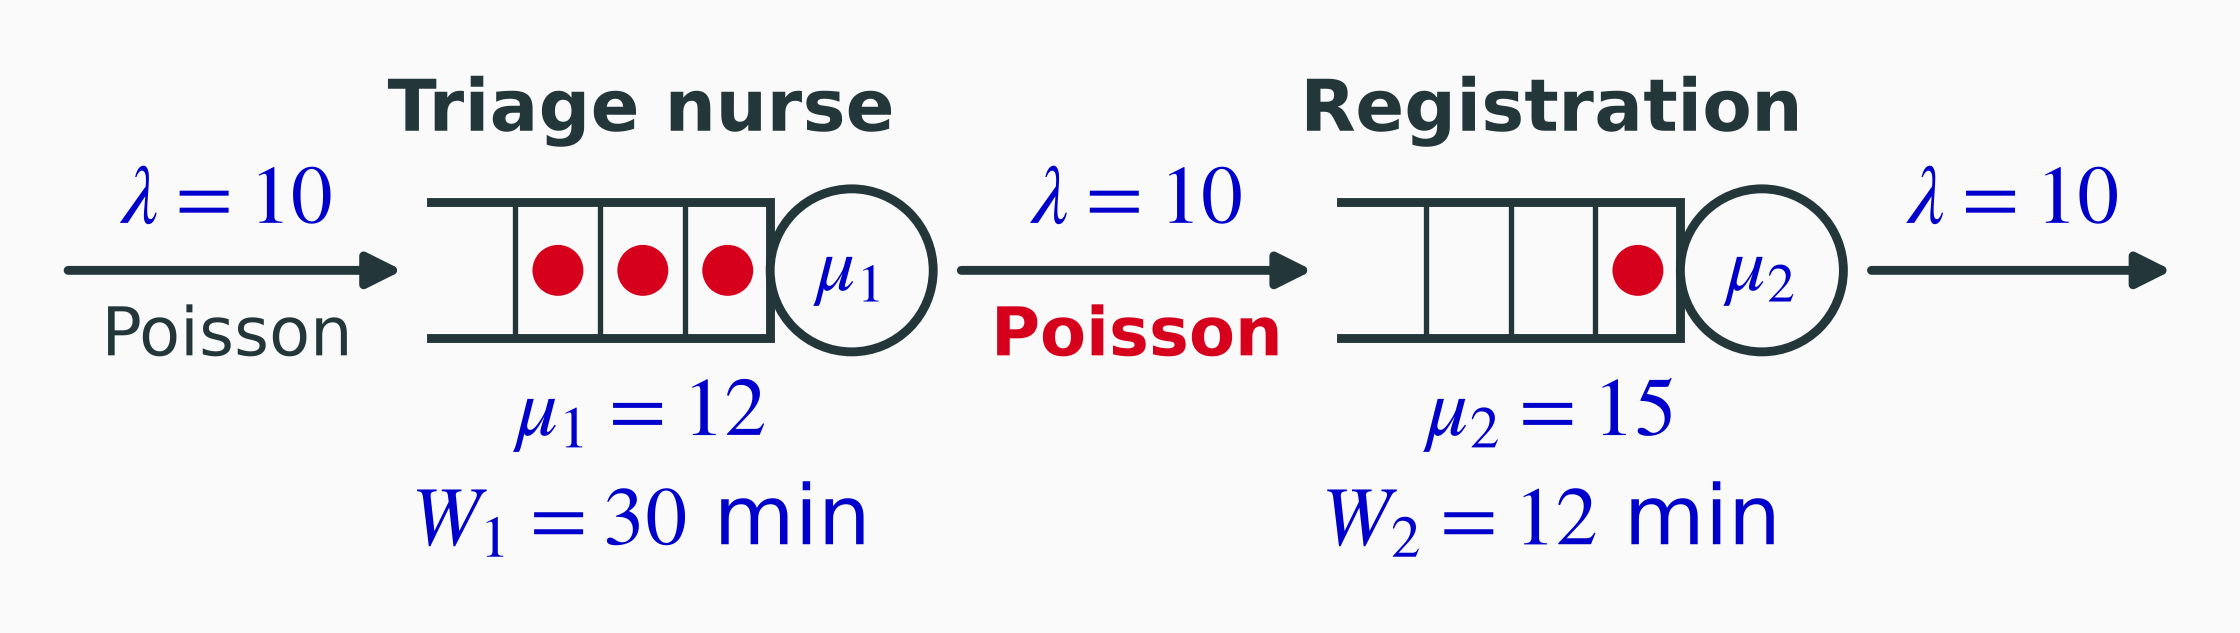 Triage nurse
Registration
λ = 10
λ = 10
λ = 10
μ₁
μ₂
Poisson
Poisson
μ₁ = 12
μ₂ = 15
W₁ = 30 min
W₂ = 12 min